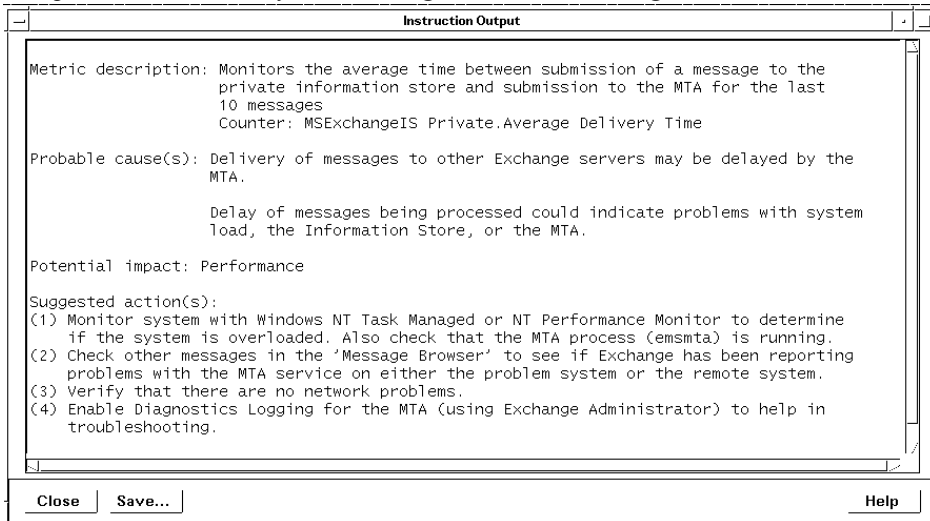 Instruction Output
Metric description: Monitors the average time between submission of a message to the
private information store and submission to the MTA for the last
10 messages
Counter: MSExchangeIS Private.Average Delivery Time
Probable cause(s): Delivery of messages to other Exchange servers may be delayed by the
MTA.
Delay of messages being processed could indicate problems with system
load, the Information Store, or the MTA.
Potential impact: Performance
Suggested action(s):
(1) Monitor system with Windows NT Task Managed or NT Performance Monitor to determine
if the system is overloaded. Also check that the MTA process (emsmta) is running.
(2) Check other messages in the 'Message Browser' to see if Exchange has been reporting
problems with the MTA service on either the problem system or the remote system.
(3) Verify that there are no network problems.
(4) Enable Diagnostics Logging for the MTA (using Exchange Administrator) to help in
troubleshooting.
Close Save... Help